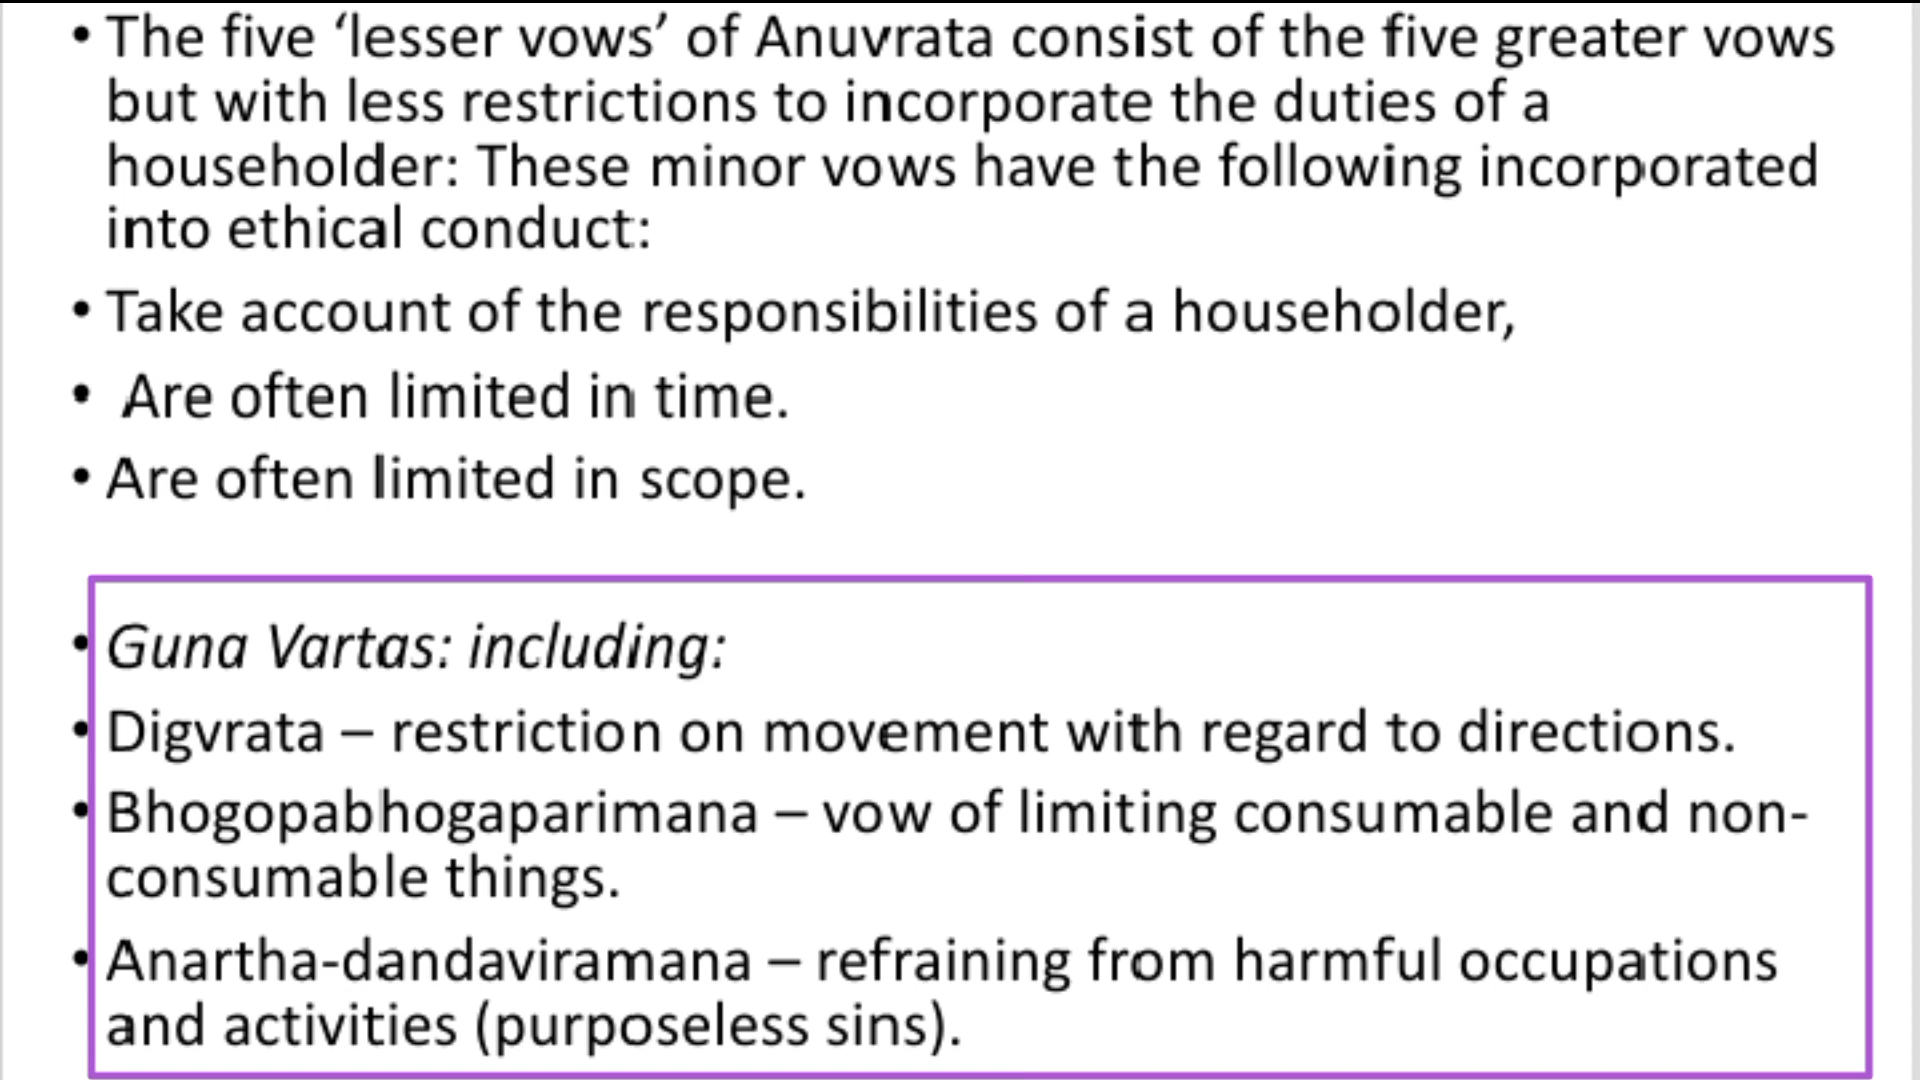 • The five ‘lesser vows’ of Anuvrata consist of the five greater vows
but with less restrictions to incorporate the duties of a
householder: These minor vows have the following incorporated
into ethical conduct:
• Take account of the responsibilities of a householder,
• Are often limited in time.
• Are often limited in scope.
• Guna Vartas: including:
• Digvrata – restriction on movement with regard to directions.
• Bhogopabhogaparimana – vow of limiting consumable and non-
consumable things.
• Anartha-dandaviramana – refraining from harmful occupations
and activities (purposeless sins).